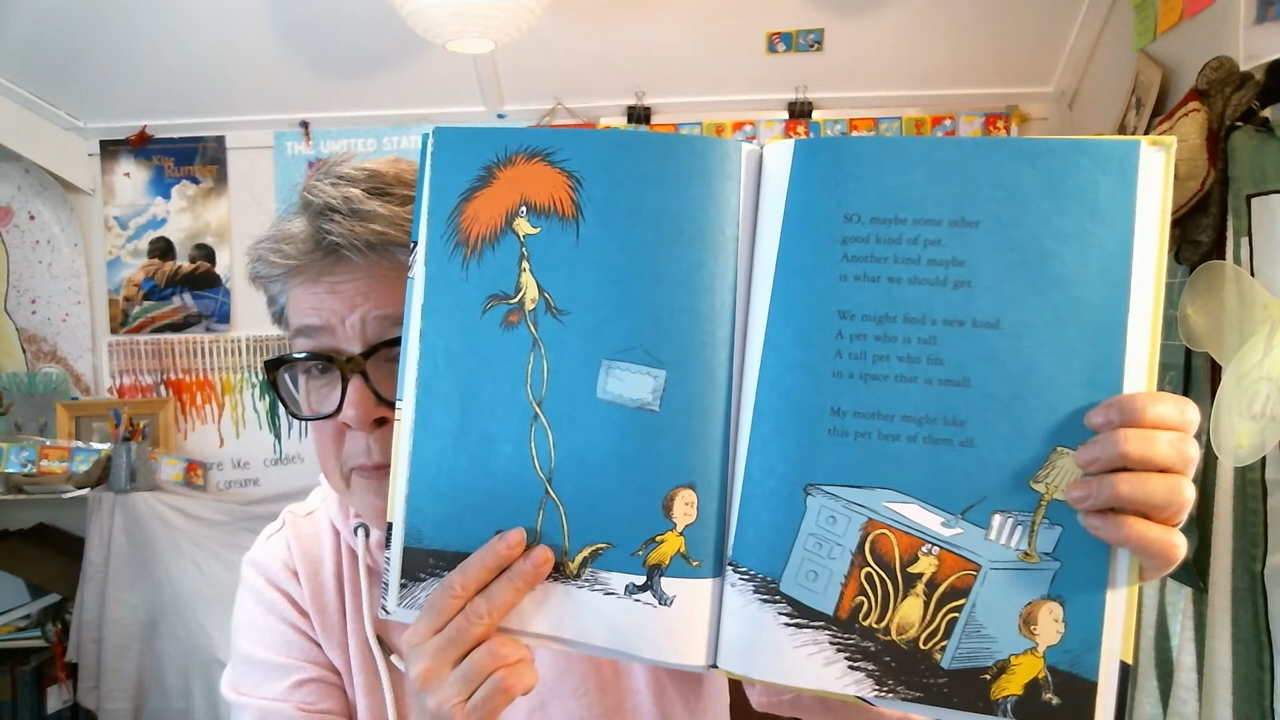 Kite
Runner
THE UNITED STATE
are like candles
consume
SO, maybe some other
good kind of pet.
Another kind maybe
is what we should get.
We might find a new kind.
A pet who is tall.
A tall pet who fits
in a space that is small.
My mother might like
this pet best of them all.